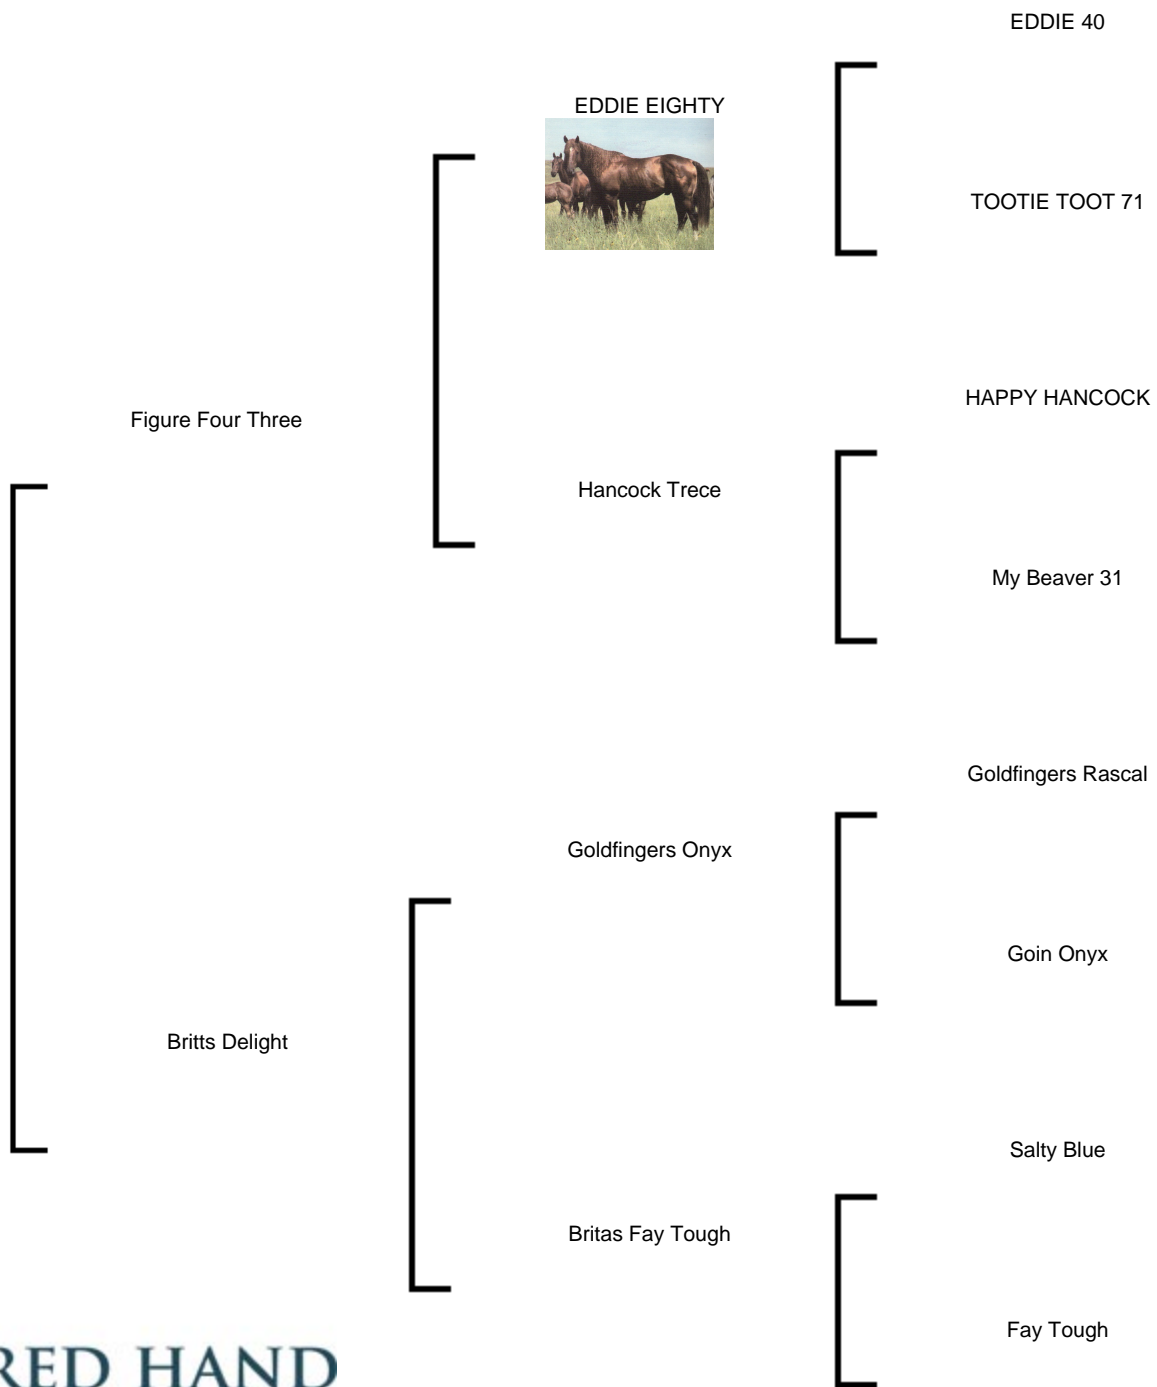 EDDIE 40
EDDIE EIGHTY
TOOTIE TOOT 71
HAPPY HANCOCK
Figure Four Three
Hancock Trece
My Beaver 31
Goldfingers Rascal
Goldfingers Onyx
Goin Onyx
Britts Delight
Salty Blue
Britas Fay Tough
Fay Tough
RED HAND